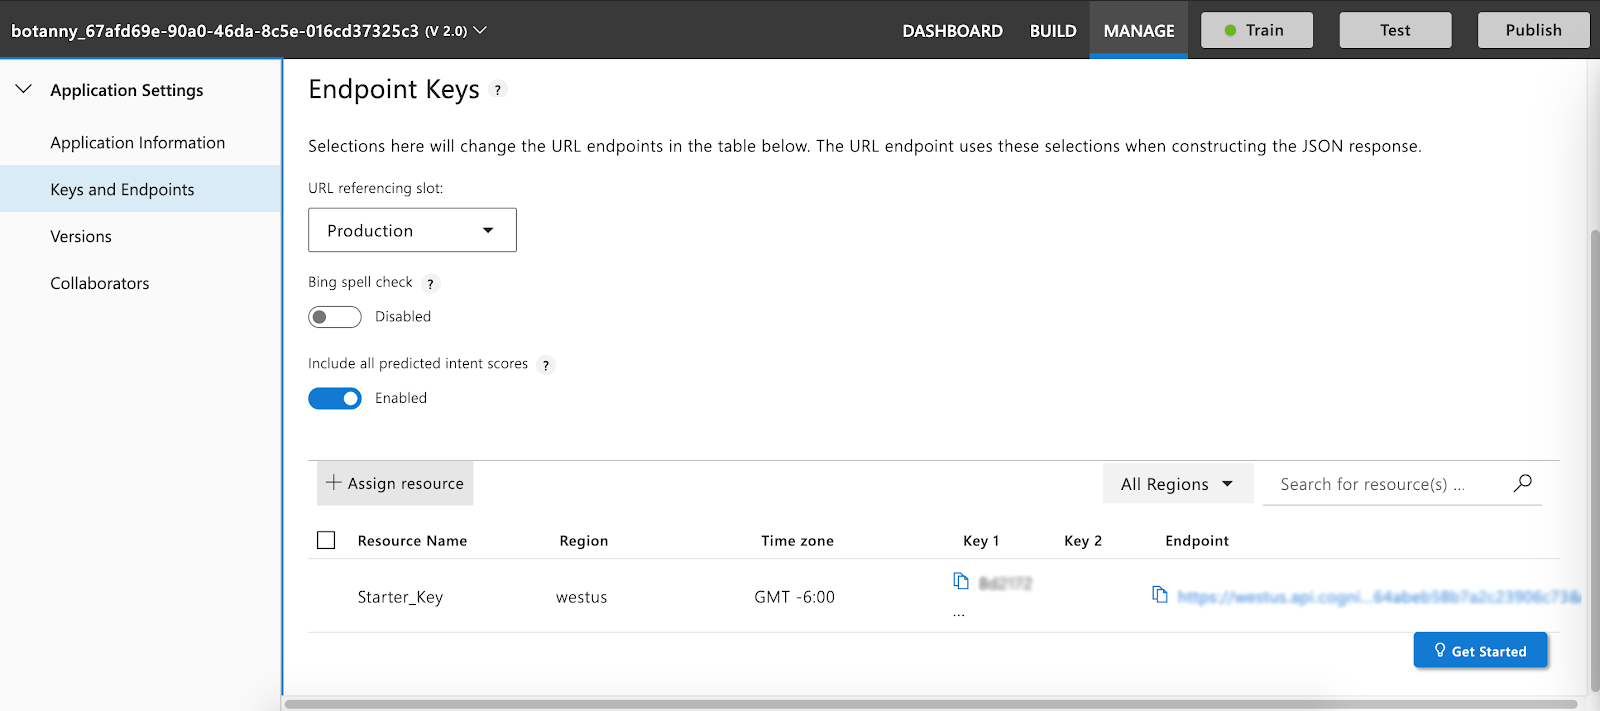 botanny_67afd69e-90a0-46da-8c5e-016cd37325c3 (V 2.0) DASHBOARD BUILD MANAGE Train Test Publish
Application Settings
Application Information
Keys and Endpoints
Versions
Collaborators
Endpoint Keys ?
Selections here will change the URL endpoints in the table below. The URL endpoint uses these selections when constructing the JSON response.
URL referencing slot:
Production
Bing spell check ?
Disabled
Include all predicted intent scores ?
Enabled
+ Assign resource All Regions Search for resource(s) ...
Resource Name Region Time zone Key 1 Key 2 Endpoint
Starter_Key westus GMT -6:00 ...
Get Started